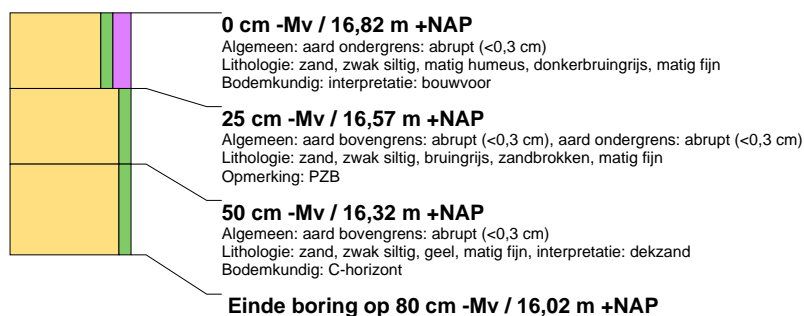 0 cm -Mv / 16,82 m +NAP
Algemeen: aard ondergrens: abrupt (<0,3 cm)
Lithologie: zand, zwak siltig, matig humeus, donkerbruingrijs, matig fijn
Bodemkundig: interpretatie: bouwvoor
25 cm -Mv / 16,57 m +NAP
Algemeen: aard bovengrens: abrupt (<0,3 cm), aard ondergrens: abrupt (<0,3 cm)
Lithologie: zand, zwak siltig, bruingrijs, zandbrokken, matig fijn
Opmerking: PZB
50 cm -Mv / 16,32 m +NAP
Algemeen: aard bovengrens: abrupt (<0,3 cm)
Lithologie: zand, zwak siltig, geel, matig fijn, interpretatie: dekzand
Bodemkundig: C-horizont
Einde boring op 80 cm -Mv / 16,02 m +NAP